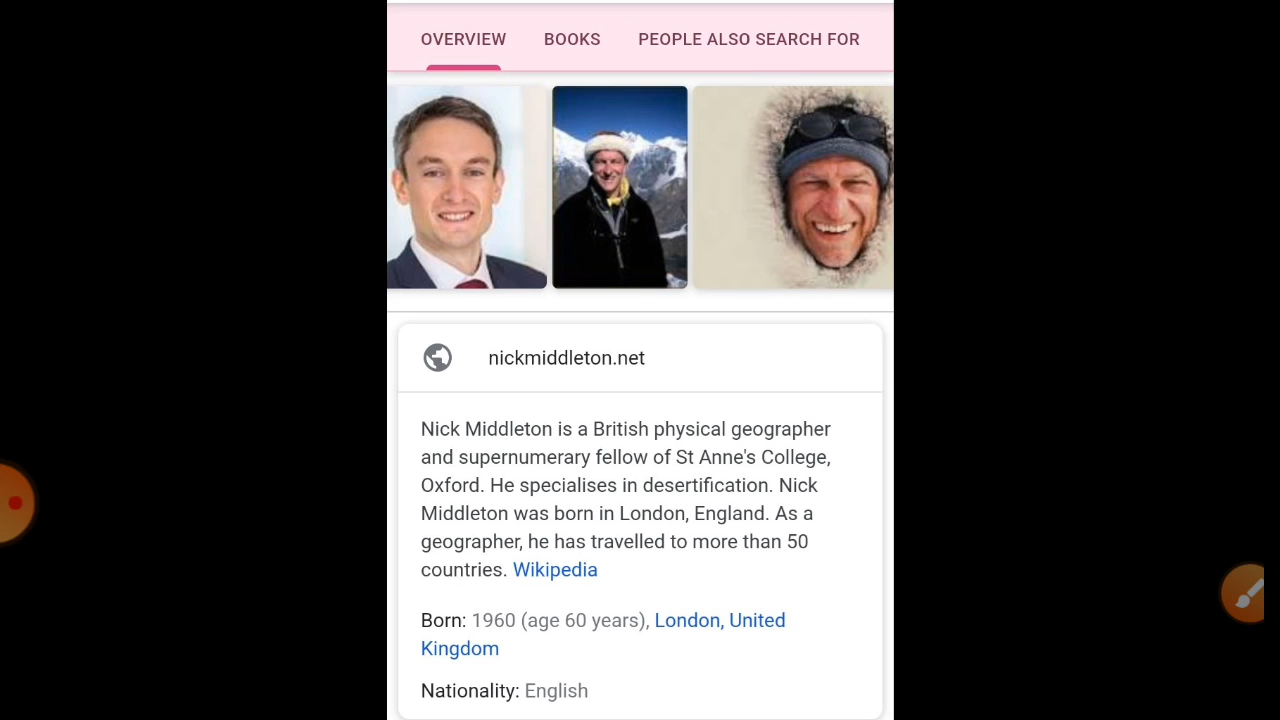 OVERVIEW BOOKS PEOPLE ALSO SEARCH FOR
nickmiddleton.net
Nick Middleton is a British physical geographer
and supernumerary fellow of St Anne's College,
Oxford. He specialises in desertification. Nick
Middleton was born in London, England. As a
geographer, he has travelled to more than 50
countries. Wikipedia
Born: 1960 (age 60 years), London, United
Kingdom
Nationality: English